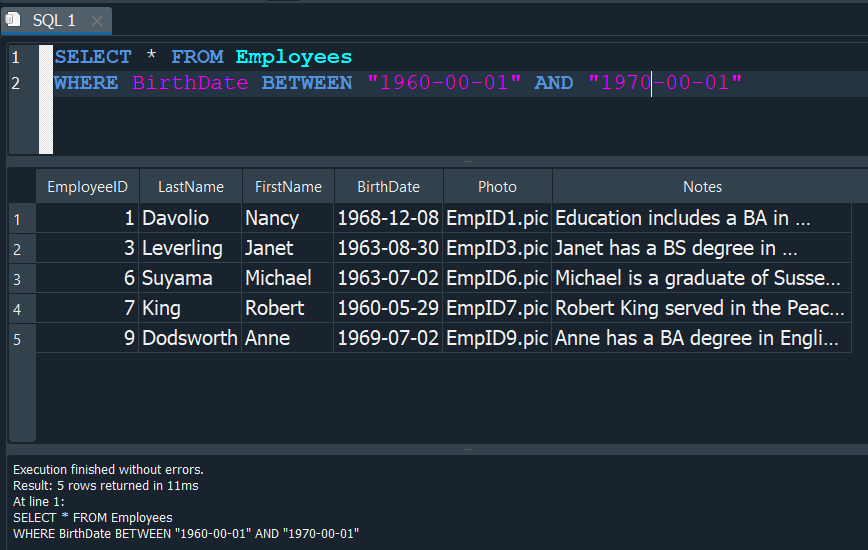 SQL 1
1 SELECT * FROM Employees
2 WHERE BirthDate BETWEEN "1960-00-01" AND "1970-00-01"
EmployeeID LastName FirstName BirthDate Photo Notes
1 1 Davolio Nancy 1968-12-08 EmpID1.pic Education includes a BA in ...
2 3 Leverling Janet 1963-08-30 EmpID3.pic Janet has a BS degree in ...
3 6 Suyama Michael 1963-07-02 EmpID6.pic Michael is a graduate of Susse...
4 7 King Robert 1960-05-29 EmpID7.pic Robert King served in the Peac...
5 9 Dodsworth Anne 1969-07-02 EmpID9.pic Anne has a BA degree in Engli...
Execution finished without errors.
Result: 5 rows returned in 11ms
At line 1:
SELECT * FROM Employees
WHERE BirthDate BETWEEN "1960-00-01" AND "1970-00-01"